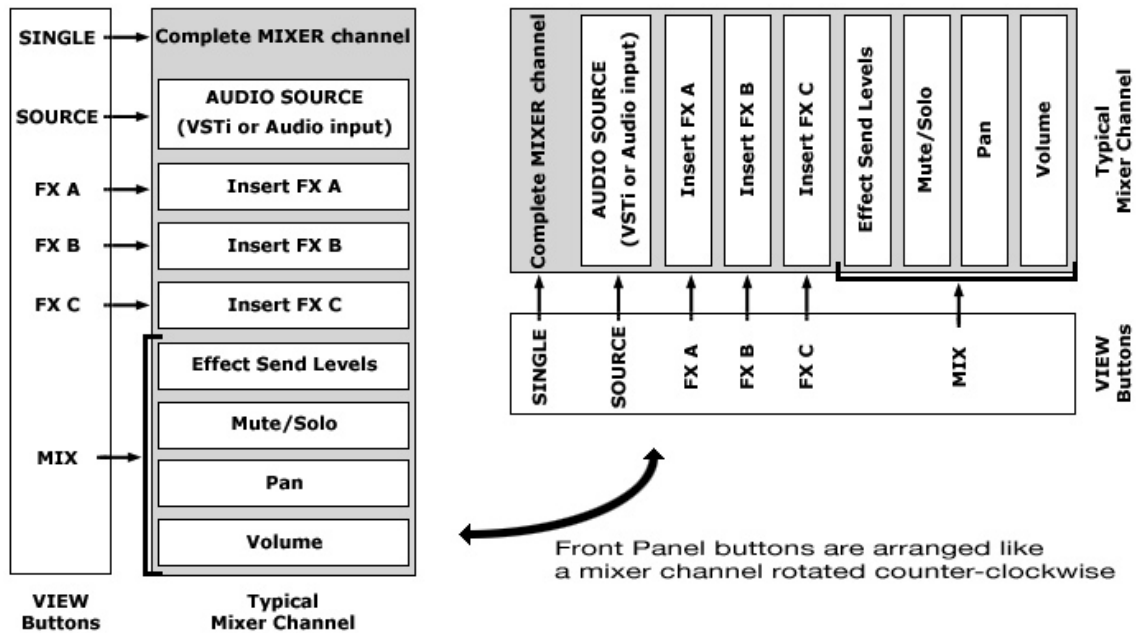 SINGLE
Complete MIXER channel
SOURCE
AUDIO SOURCE
(VSTi or Audio input)
FX A
Insert FX A
FX B
Insert FX B
FX C
Insert FX C
Effect Send Levels
Mute/Solo
MIX
Pan
Volume
VIEW
Buttons
Typical
Mixer Channel
Complete MIXER channel
AUDIO SOURCE
(VSTi or Audio input)
Insert FX A
Insert FX B
Insert FX C
Effect Send Levels
Mute/Solo
Pan
Volume
Typical
Mixer Channel
SINGLE
SOURCE
FX A
FX B
FX C
MIX
VIEW
Buttons
Front Panel buttons are arranged like
a mixer channel rotated counter-clockwise